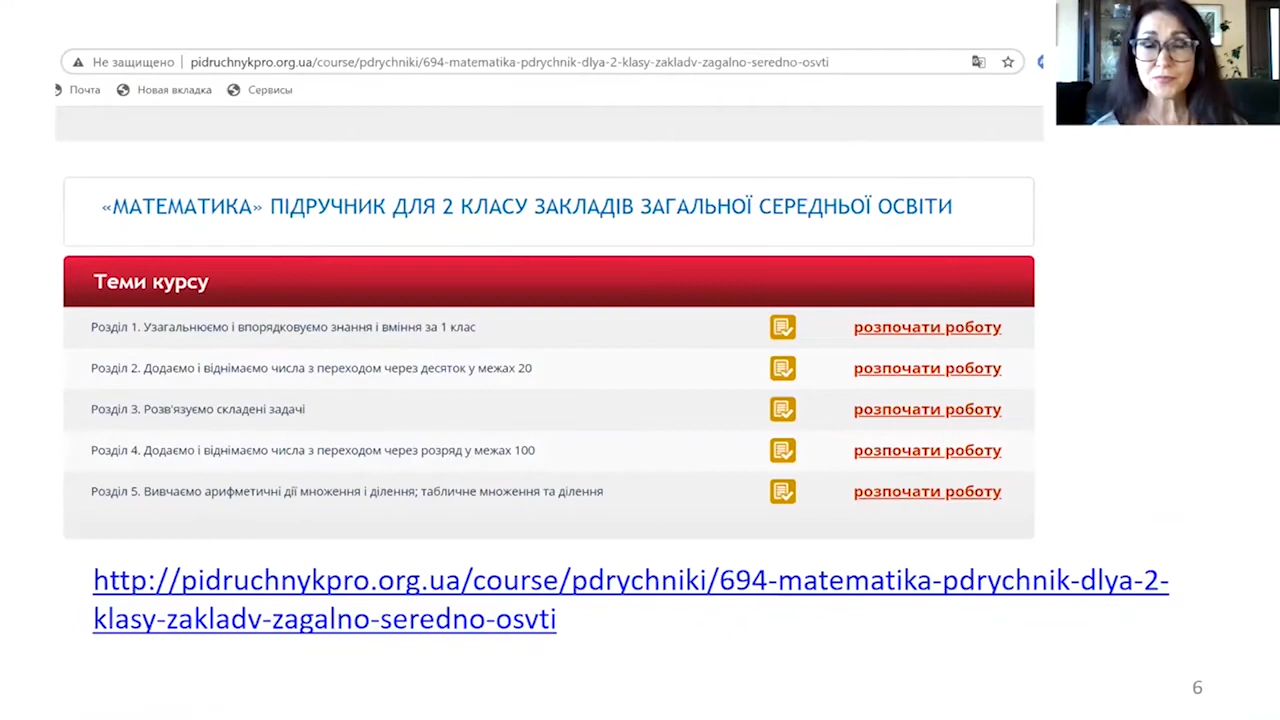 Не защищено | pidruchnykpro.org.ua/course/pdrychniki/694-matematika-pdrychnik-dlya-2-klasy-zakladv-zagalno-seredno-osvti
Почта Новая вкладка Сервисы
«МАТЕМАТИКА» ПІДРУЧНИК ДЛЯ 2 КЛАСУ ЗАКЛАДІВ ЗАГАЛЬНОЇ СЕРЕДНЬОЇ ОСВІТИ
Теми курсу
Розділ 1. Узагальнюємо і впорядковуємо знання і вміння за 1 клас розпочати роботу
Розділ 2. Додаємо і віднімаємо числа з переходом через десяток у межах 20 розпочати роботу
Розділ 3. Розв'язуємо складені задачі розпочати роботу
Розділ 4. Додаємо і віднімаємо числа з переходом через розряд у межах 100 розпочати роботу
Розділ 5. Вивчаємо арифметичні дії множення і ділення; табличне множення та ділення розпочати роботу
http://pidruchnykpro.org.ua/course/pdrychniki/694-matematika-pdrychnik-dlya-2-
klasy-zakladv-zagalno-seredno-osvti
6